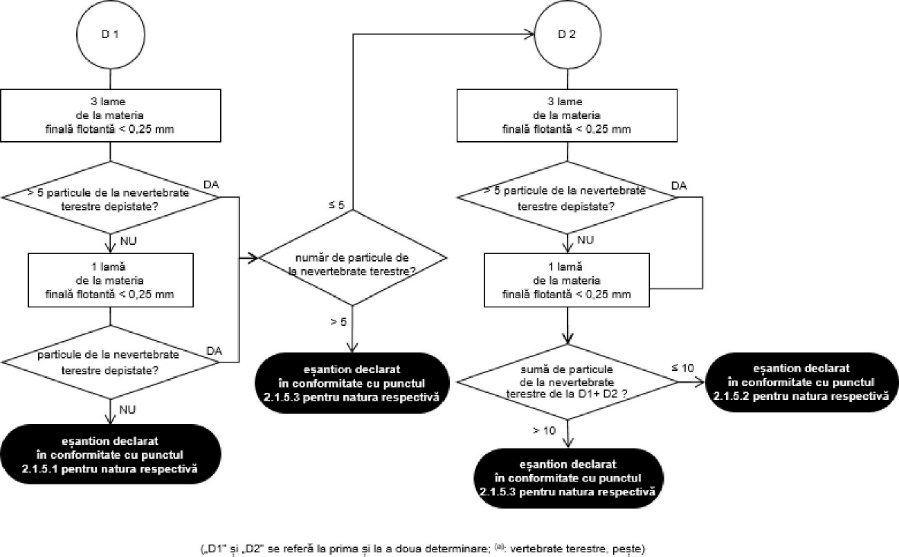 D 1
3 lame
de la materia
finală flotantă < 0,25 mm
> 5 particule de la nevertebrate
terestre depistate?
DA
NU
1 lamă
de la materia
finală flotantă < 0,25 mm
particule de la nevertebrate
terestre depistate?
DA
NU
eșantion declarat
în conformitate cu punctul
2.1.5.1 pentru natura respectivă
≤ 5
număr de particule de
la nevertebrate terestre?
> 5
eșantion declarat
în conformitate cu punctul
2.1.5.3 pentru natura respectivă
D 2
3 lame
de la materia
finală flotantă < 0,25 mm
> 5 particule de la nevertebrate
terestre depistate?
DA
NU
1 lamă
de la materia
finală flotantă < 0,25 mm
sumă de particule
de la nevertebrate
terestre de la D1+ D2 ?
≤ 10
eșantion declarat
în conformitate cu punctul
2.1.5.2 pentru natura respectivă
> 10
eșantion declarat
în conformitate cu punctul
2.1.5.3 pentru natura respectivă
(„D1” și „D2” se referă la prima și la a doua determinare; (a): vertebrate terestre, pește)